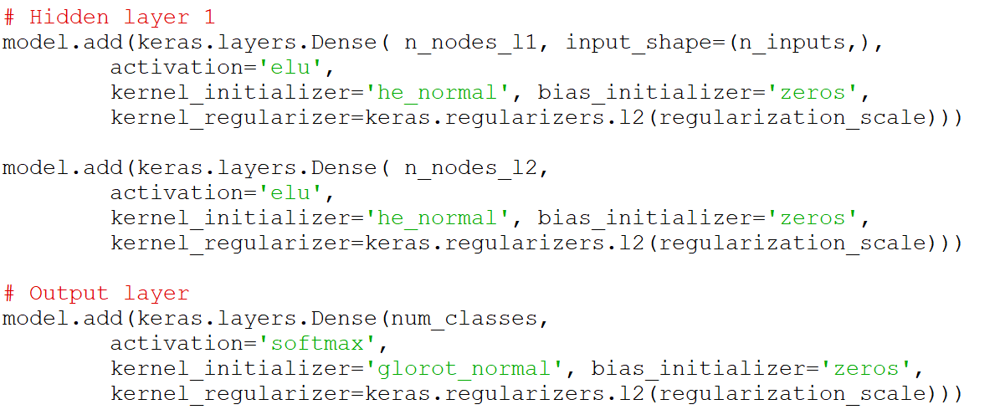 # Hidden layer 1
model.add(keras.layers.Dense( n_nodes_l1, input_shape=(n_inputs,),
        activation='elu',
        kernel_initializer='he_normal', bias_initializer='zeros',
        kernel_regularizer=keras.regularizers.l2(regularization_scale)))

model.add(keras.layers.Dense( n_nodes_l2,
        activation='elu',
        kernel_initializer='he_normal', bias_initializer='zeros',
        kernel_regularizer=keras.regularizers.l2(regularization_scale)))

# Output layer
model.add(keras.layers.Dense(num_classes,
        activation='softmax',
        kernel_initializer='glorot_normal', bias_initializer='zeros',
        kernel_regularizer=keras.regularizers.l2(regularization_scale)))